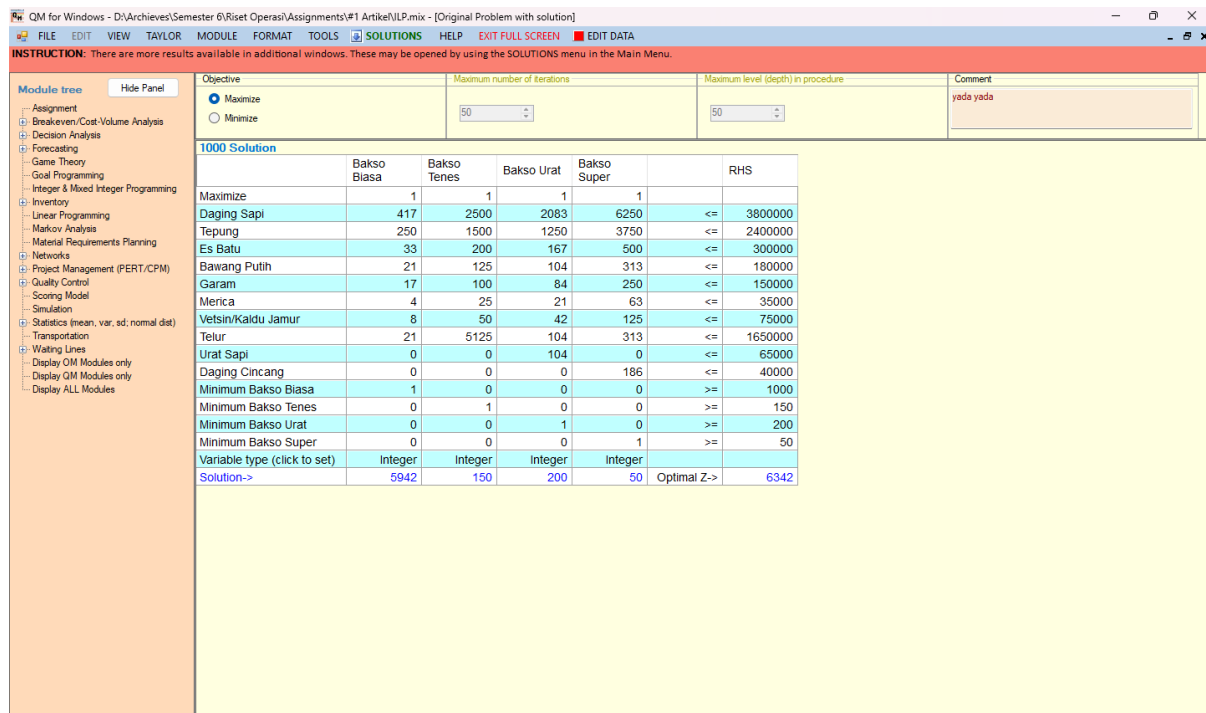 QM for Windows - D:\Archieves\Semester 6\Riset Operasi\Assignments\#1 Artikel\ILP.mix - [Original Problem with solution]
FILE EDIT VIEW TAYLOR MODULE FORMAT TOOLS SOLUTIONS HELP EXIT FULL SCREEN EDIT DATA
INSTRUCTION: There are more results available in additional windows. These may be opened by using the SOLUTIONS menu in the Main Menu.
Module tree
Hide Panel
Assignment
Breakeven/Cost-Volume Analysis
Decision Analysis
Forecasting
Game Theory
Goal Programming
Integer & Mixed Integer Programming
Inventory
Linear Programming
Markov Analysis
Material Requirements Planning
Networks
Project Management (PERT/CPM)
Quality Control
Scoring Model
Simulation
Statistics (mean, var, sd; normal dist)
Transportation
Waiting Lines
Display OM Modules only
Display QM Modules only
Display ALL Modules
Objective
Maximize
Minimize
Maximum number of iterations
50
Maximum level (depth) in procedure
50
Comment
yada yada
1000 Solution
Bakso Biasa Bakso Tenes Bakso Urat Bakso Super RHS
Maximize 1 1 1 1
Daging Sapi 417 2500 2083 6250 <= 3800000
Tepung 250 1500 1250 3750 <= 2400000
Es Batu 33 200 167 500 <= 300000
Bawang Putih 21 125 104 313 <= 180000
Garam 17 100 84 250 <= 150000
Merica 4 25 21 63 <= 35000
Vetsin/Kaldu Jamur 8 50 42 125 <= 75000
Telur 21 5125 104 313 <= 1650000
Urat Sapi 0 0 104 0 <= 65000
Daging Cincang 0 0 0 186 <= 40000
Minimum Bakso Biasa 1 0 0 0 >= 1000
Minimum Bakso Tenes 0 1 0 0 >= 150
Minimum Bakso Urat 0 0 1 0 >= 200
Minimum Bakso Super 0 0 0 1 >= 50
Variable type (click to set) Integer Integer Integer Integer
Solution-> 5942 150 200 50 Optimal Z-> 6342